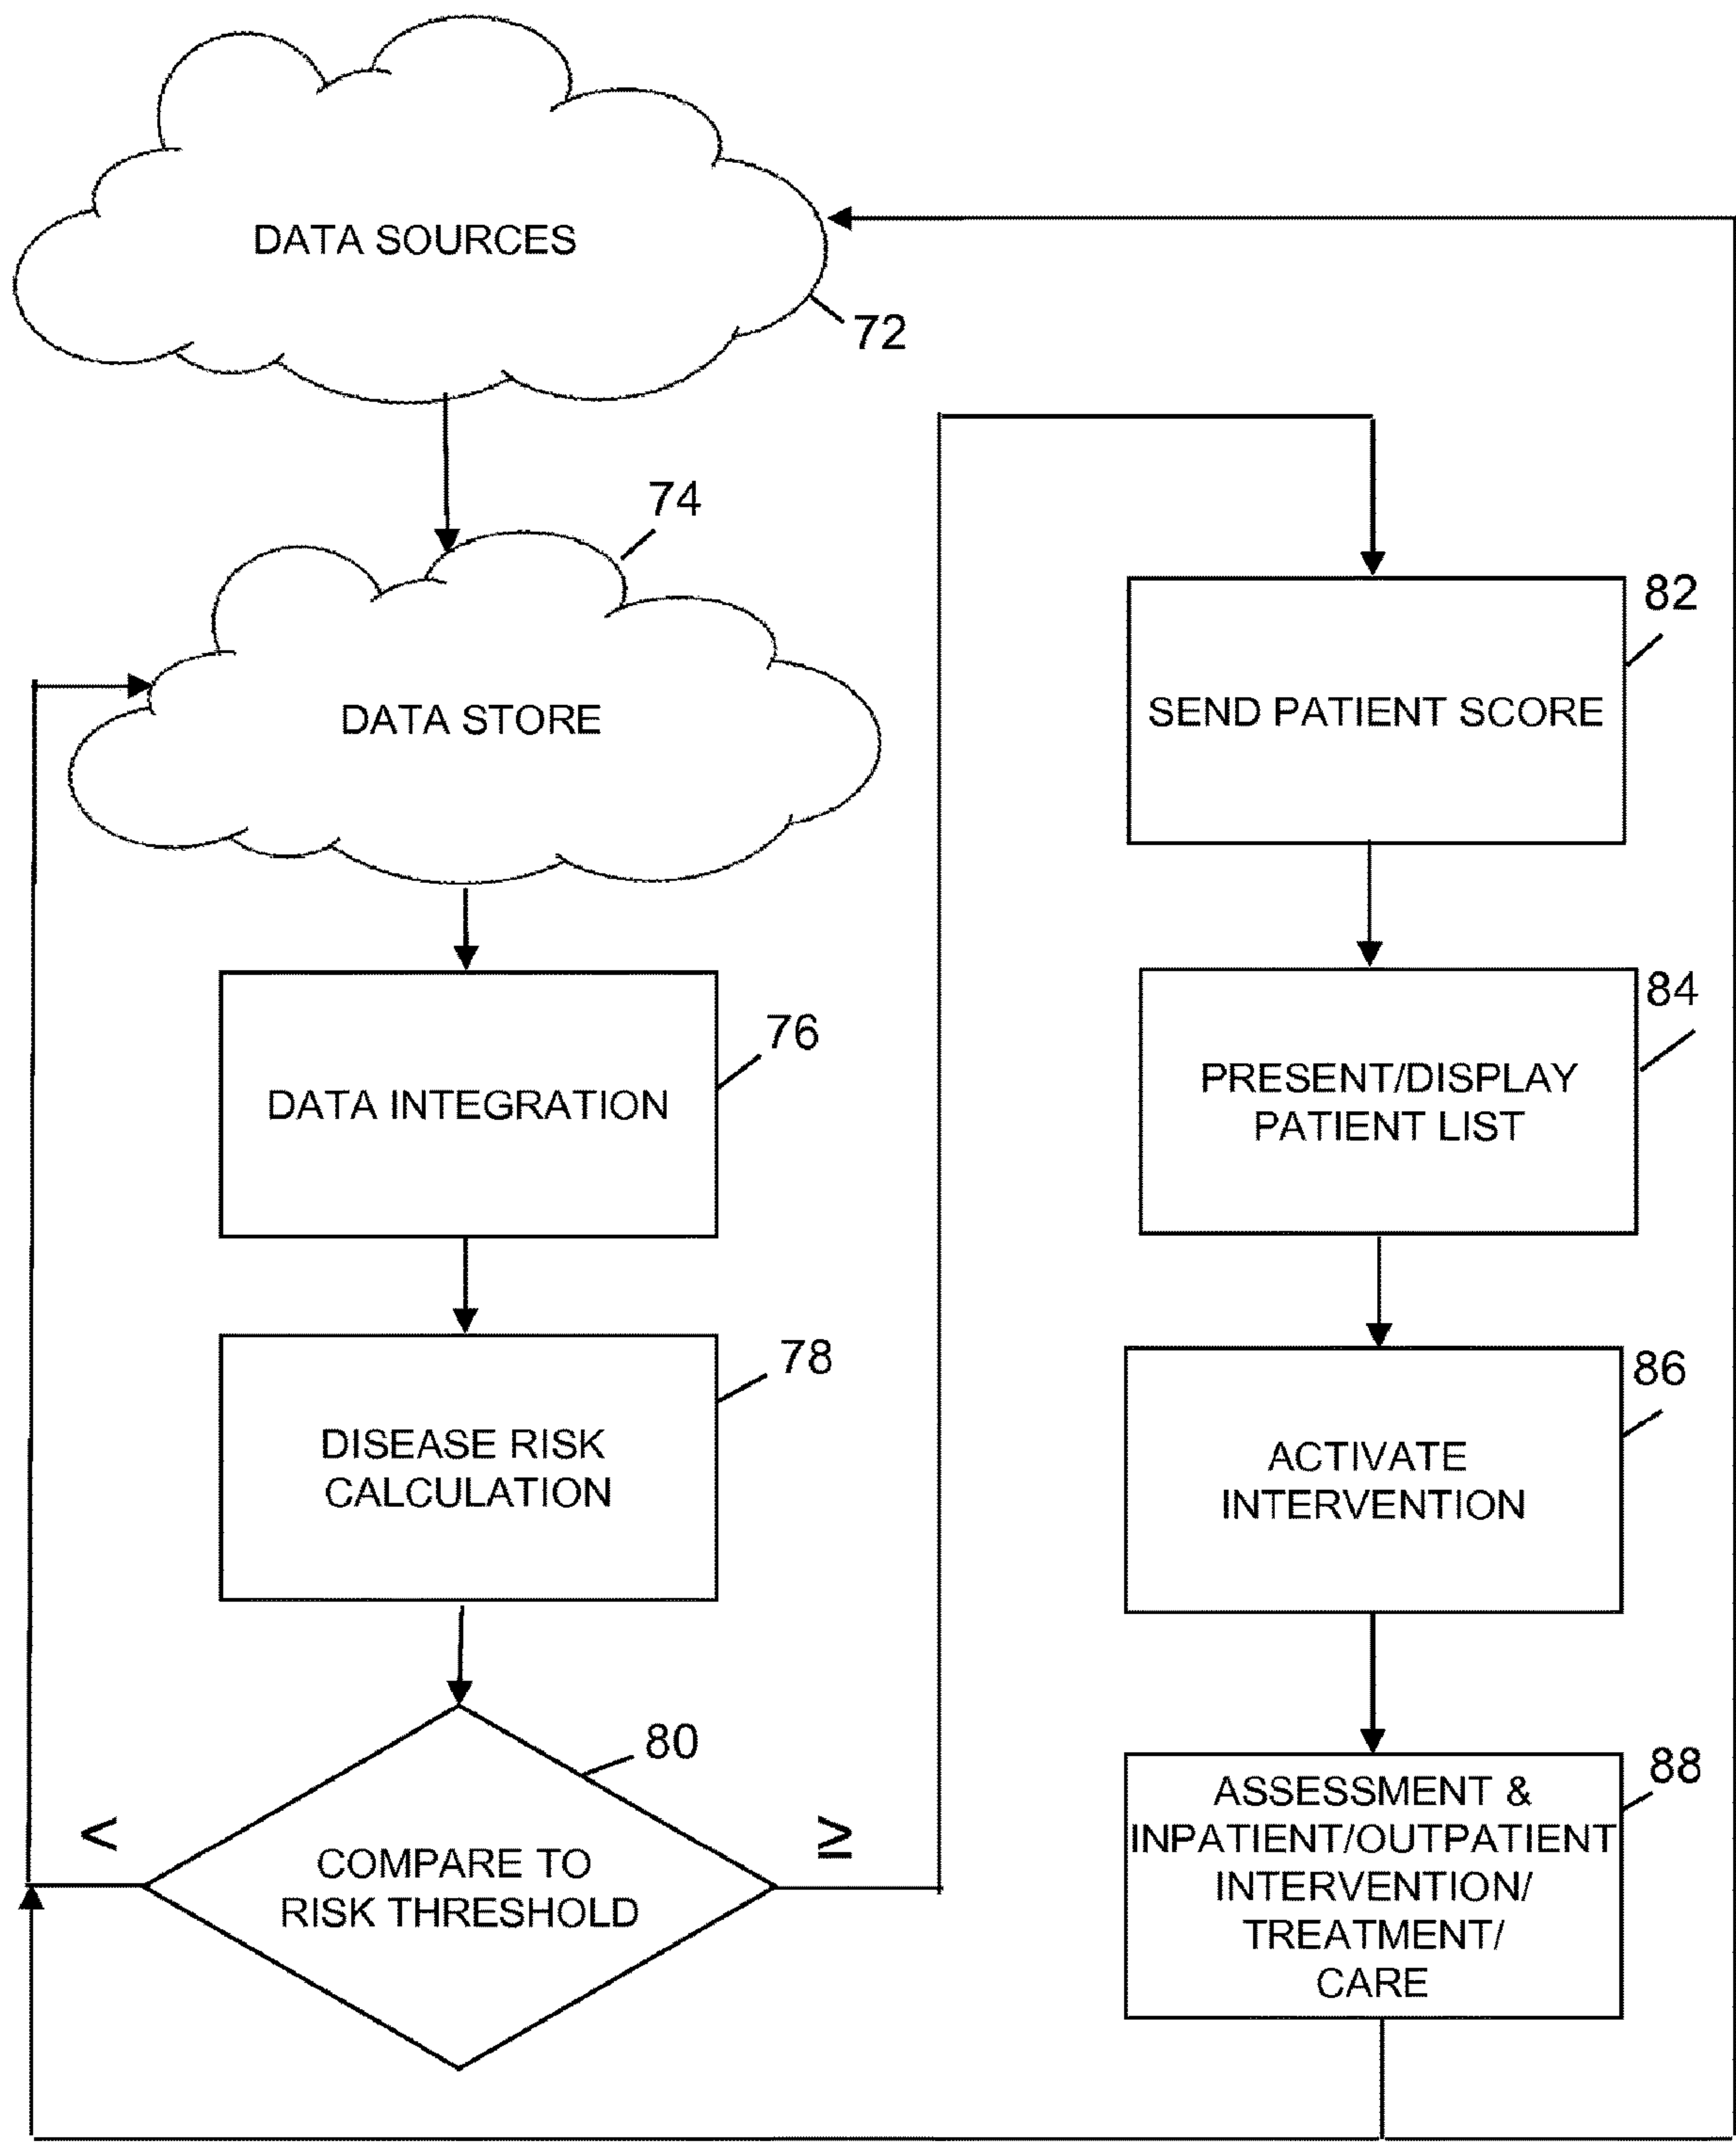 DATA SOURCES
72
74
DATA STORE
76
DATA INTEGRATION
78
DISEASE RISK
CALCULATION
80
<
≥
COMPARE TO
RISK THRESHOLD
82
SEND PATIENT SCORE
84
PRESENT/DISPLAY
PATIENT LIST
86
ACTIVATE
INTERVENTION
88
ASSESSMENT &
INPATIENT/OUTPATIENT
INTERVENTION/
TREATMENT/
CARE